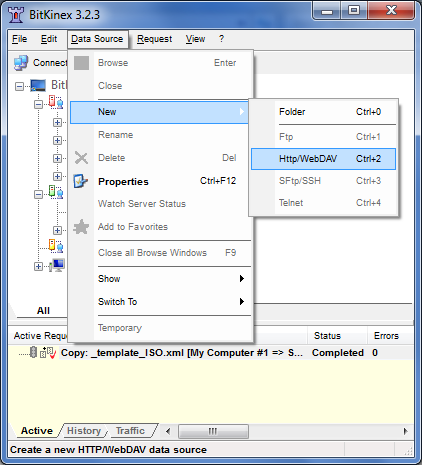 BitKinex 3.2.3
File Edit Data Source Request View ?
Connect
Browse Enter
Close
New
Rename
Delete Del
Properties Ctrl+F12
Watch Server Status
Add to Favorites
Close all Browse Windows F9
Show
Switch To
Temporary
Folder Ctrl+0
Ftp Ctrl+1
Http/WebDAV Ctrl+2
SFtp/SSH Ctrl+3
Telnet Ctrl+4
All
Active Requ Status Errors
Copy: _template_ISO.xml [My Computer #1 => S... Completed 0
Active History Traffic
Create a new HTTP/WebDAV data source